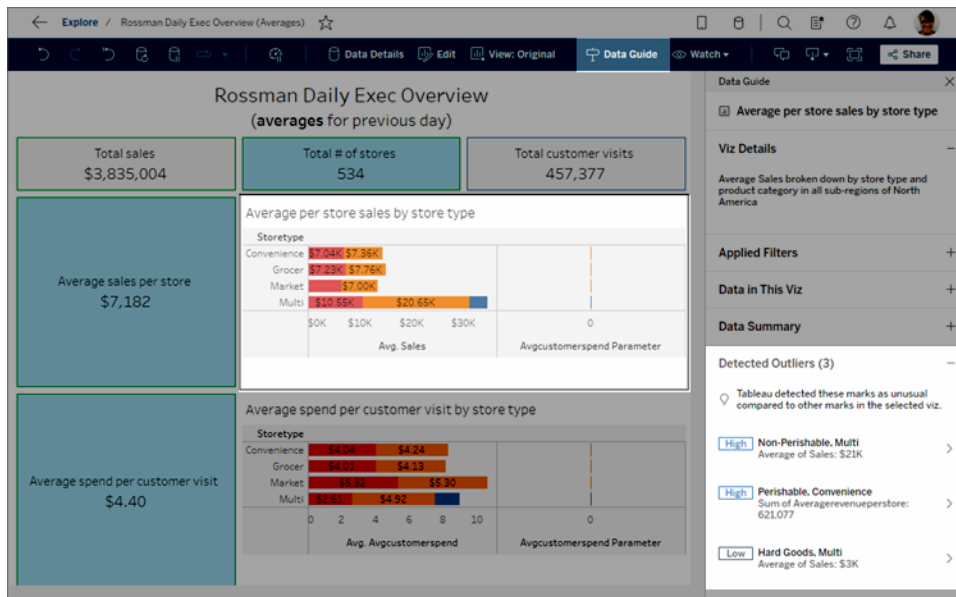 Explore / Rossman Daily Exec Overview (Averages)
Data Details Edit View: Original Data Guide Watch Share
Rossman Daily Exec Overview
(averages for previous day)
Total sales
$3,835,004
Total # of stores
534
Total customer visits
457,377
Average sales per store
$7,182
Average per store sales by store type
Storetype
Convenience $7.04K $7.36K
Grocer $7.23K $7.76K
Market $7.00K
Multi $10.55K $20.65K
$0K $10K $20K $30K 0
Avg. Sales Avgcustomerspend Parameter
Average spend per customer visit
$4.40
Average spend per customer visit by store type
Storetype
Convenience $4.04 $4.24
Grocer $4.01 $4.13
Market $5.32 $5.30
Multi $2.61 $4.92
0 2 4 6 8 10 0
Avg. Avgcustomerspend Avgcustomerspend Parameter
Data Guide
Average per store sales by store type
Viz Details
Average Sales broken down by store type and
product category in all sub-regions of North
America
Applied Filters
Data in This Viz
Data Summary
Detected Outliers (3)
Tableau detected these marks as unusual
compared to other marks in the selected viz.
High Non-Perishable, Multi
Average of Sales: $21K
High Perishable, Convenience
Sum of Averagerevenueperstore:
621,077
Low Hard Goods, Multi
Average of Sales: $3K